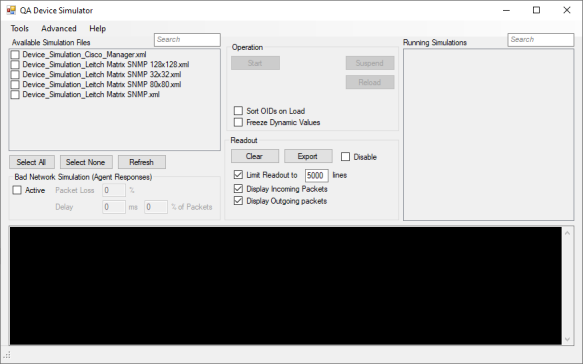 QA Device Simulator
Tools Advanced Help
Available Simulation Files
Search
Device_Simulation_Cisco_Manager.xml
Device_Simulation_Leitch Matrix SNMP 128x128.xml
Device_Simulation_Leitch Matrix SNMP 32x32.xml
Device_Simulation_Leitch Matrix SNMP 80x80.xml
Device_Simulation_Leitch Matrix SNMP.xml
Select All Select None Refresh
Bad Network Simulation (Agent Responses)
Active Packet Loss 0 %
Delay 0 ms 0 % of Packets
Operation
Start Suspend
Reload
Sort OIDs on Load
Freeze Dynamic Values
Readout
Clear Export Disable
Limit Readout to 5000 lines
Display Incoming Packets
Display Outgoing packets
Running Simulations
Search